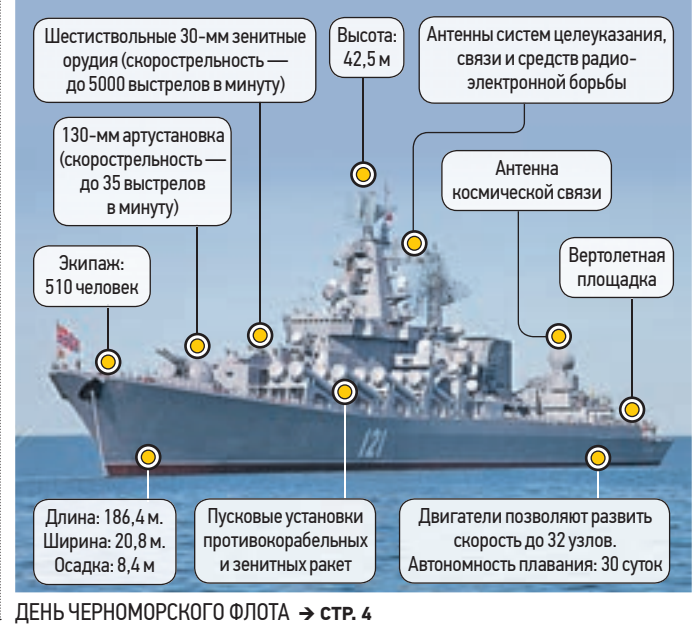 Шестиствольные 30-мм зенитные
орудия (скорострельность —
до 5000 выстрелов в минуту)
Высота:
42,5 м
Антенны систем целеуказания,
связи и средств радио-
электронной борьбы
130-мм артустановка
(скорострельность —
до 35 выстрелов
в минуту)
Антенна
космической связи
Экипаж:
510 человек
Вертолетная
площадка
121
Длина: 186,4 м.
Ширина: 20,8 м.
Осадка: 8,4 м
Пусковые установки
противокорабельных
и зенитных ракет
Двигатели позволяют развить
скорость до 32 узлов.
Автономность плавания: 30 суток
ДЕНЬ ЧЕРНОМОРСКОГО ФЛОТА → СТР. 4